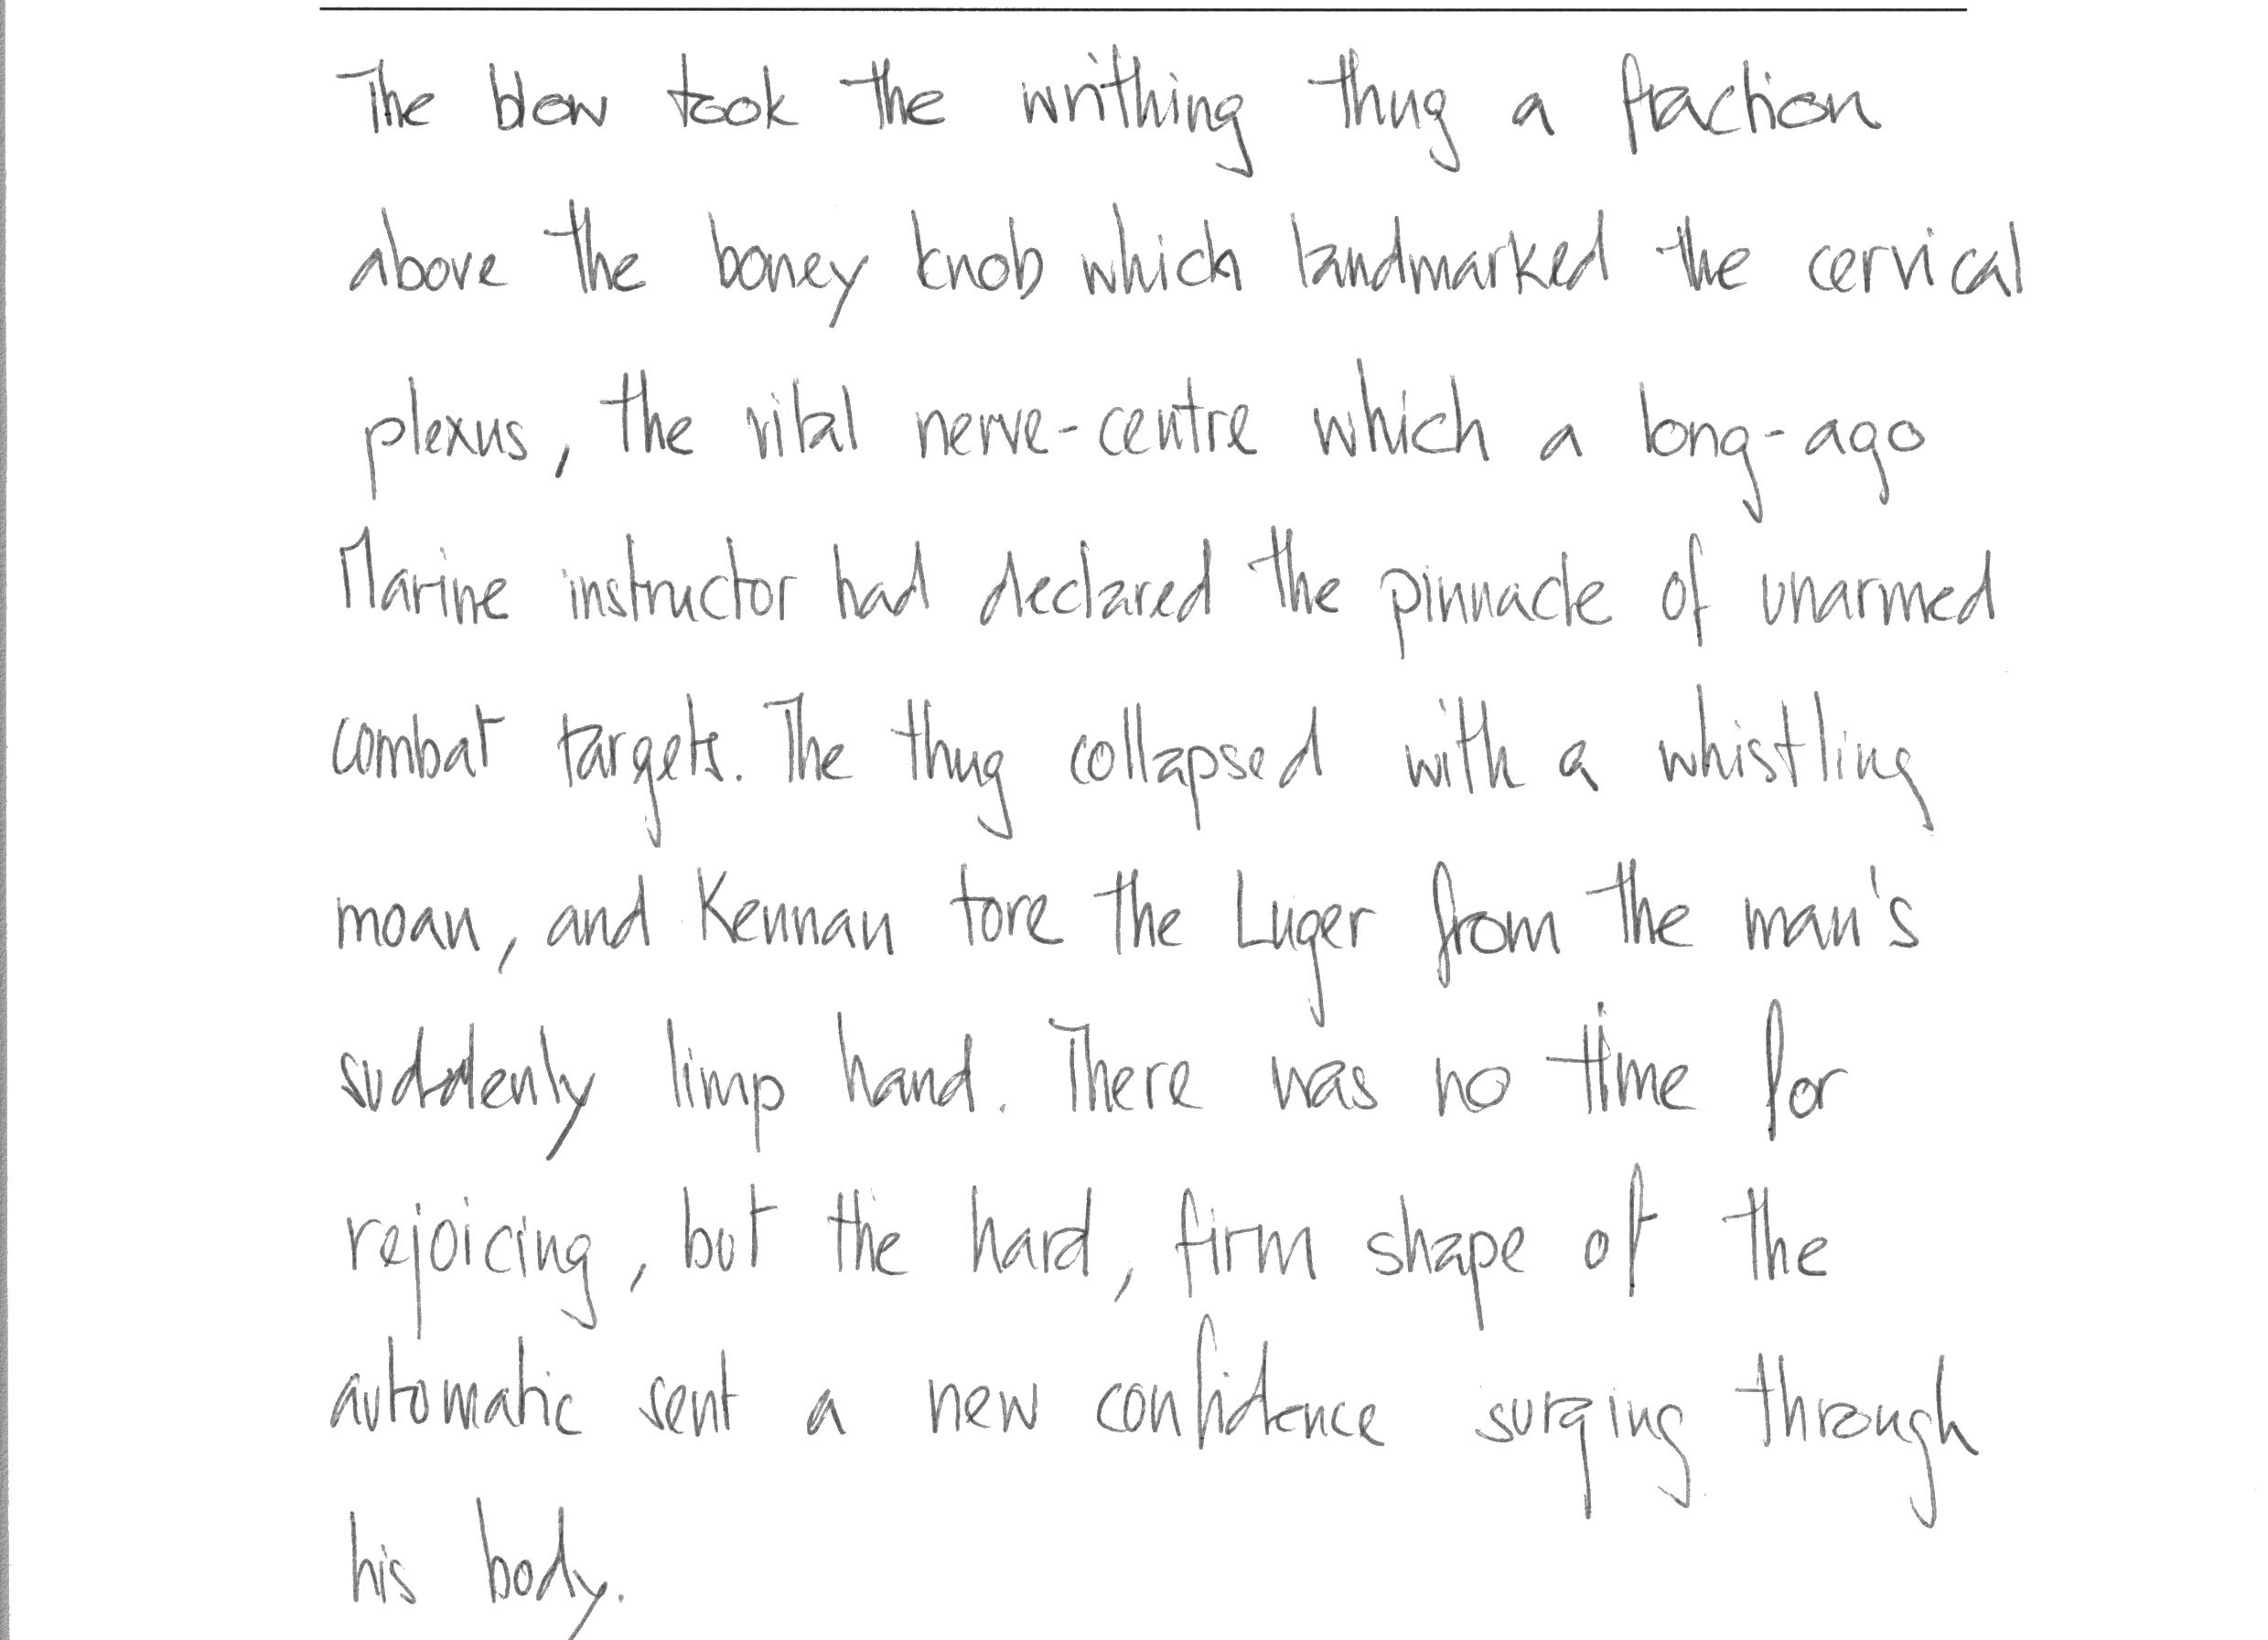 The blow took the writhing thug a fraction
above the boney knob which landmarked the cervical
plexus, the vital nerve-centre which a long-ago
Marine instructor had declared the pinnacle of unarmed
combat targets. The thug collapsed with a whistling
moan, and Kennan tore the Luger from the man's
suddenly limp hand. There was no time for
rejoicing, but the hard, firm shape of the
automatic sent a new confidence surging through
his body.